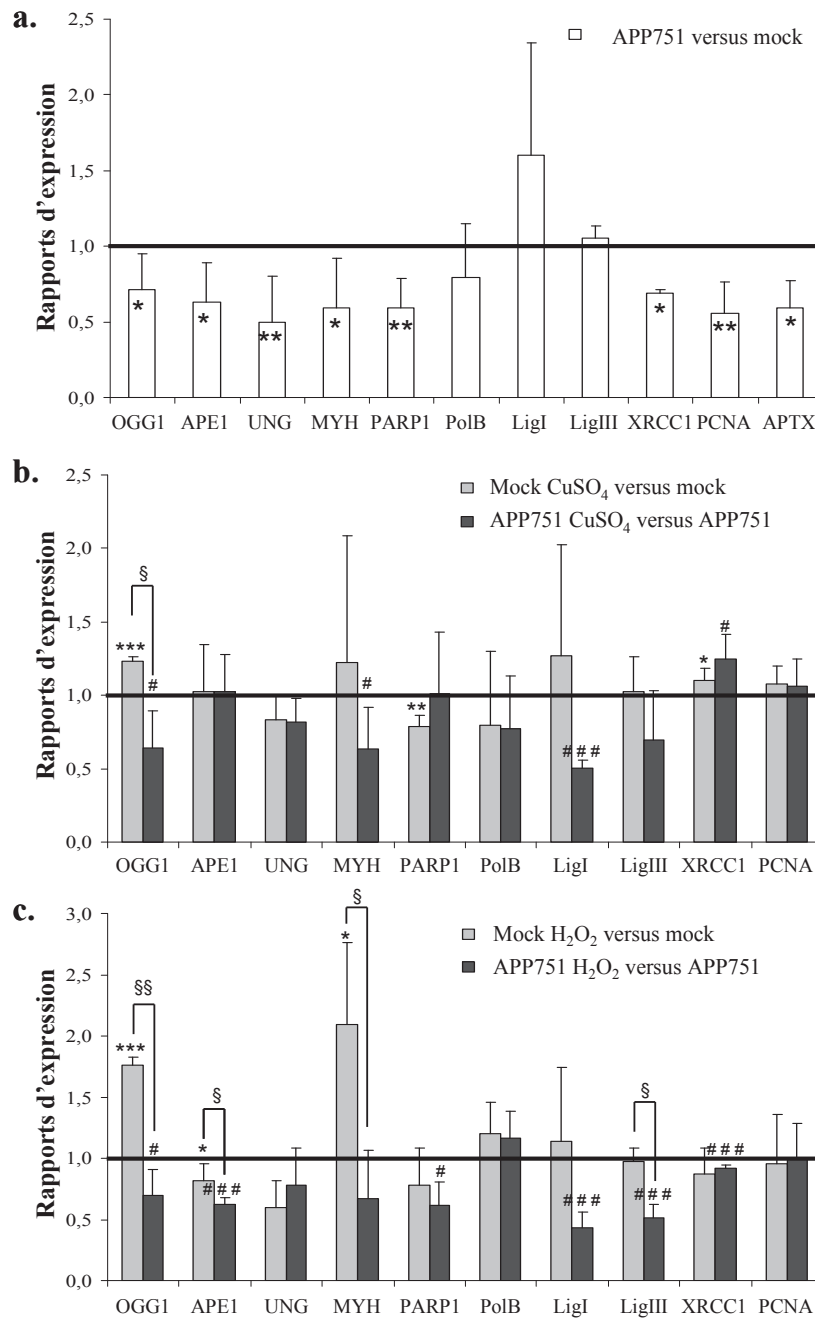 a.
APP751 versus mock
Rapports d'expression
2,5
2,0
1,5
1,0
0,5
0,0
* * ** * ** * ** *
OGG1 APE1 UNG MYH PARP1 PolB LigI LigIII XRCC1 PCNA APTX
b.
Mock CuSO₄ versus mock
APP751 CuSO₄ versus APP751
Rapports d'expression
2,5
2,0
1,5
1,0
0,5
0,0
§
*** # # ** ### * #
OGG1 APE1 UNG MYH PARP1 PolB LigI LigIII XRCC1 PCNA
c.
Mock H₂O₂ versus mock
APP751 H₂O₂ versus APP751
Rapports d'expression
3,0
2,5
2,0
1,5
1,0
0,5
0,0
§§ § § §
*** # * ### * # ### ### ###
OGG1 APE1 UNG MYH PARP1 PolB LigI LigIII XRCC1 PCNA